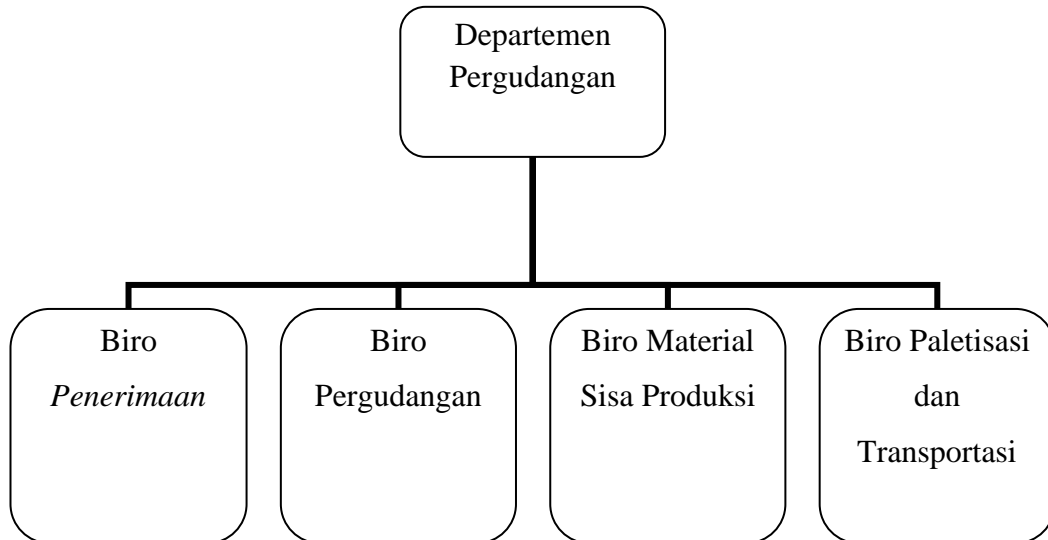 Departemen
Pergudangan
Biro
Penerimaan
Biro
Pergudangan
Biro Material
Sisa Produksi
Biro Paletisasi
dan
Transportasi